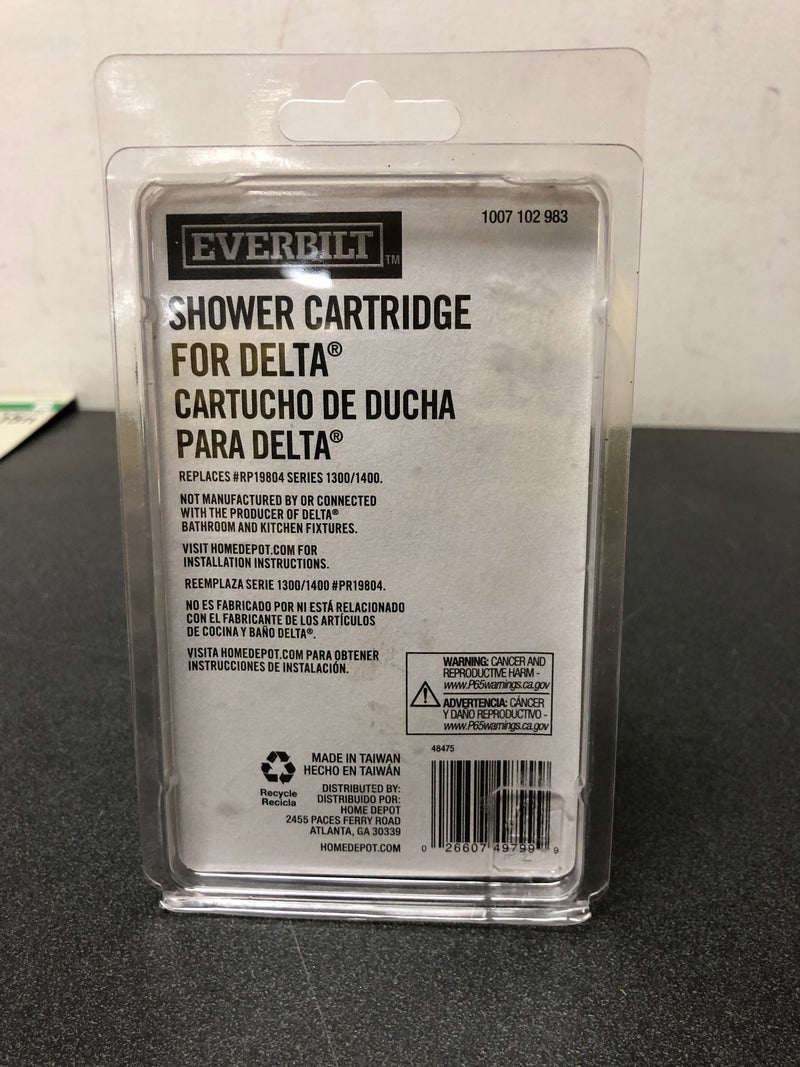 1007 102 983
EVERBILT TM
SHOWER CARTRIDGE
FOR DELTA®
CARTUCHO DE DUCHA
PARA DELTA®
REPLACES #RP19804 SERIES 1300/1400.
NOT MANUFACTURED BY OR CONNECTED
WITH THE PRODUCER OF DELTA®
BATHROOM AND KITCHEN FIXTURES.
VISIT HOMEDEPOT.COM FOR
INSTALLATION INSTRUCTIONS.
REEMPLAZA SERIE 1300/1400 #PR19804.
NO ES FABRICADO POR NI ESTÁ RELACIONADO
CON EL FABRICANTE DE LOS ARTÍCULOS
DE COCINA Y BAÑO DELTA®.
VISITA HOMEDEPOT.COM PARA OBTENER
INSTRUCCIONES DE INSTALACIÓN.
WARNING: CANCER AND
REPRODUCTIVE HARM -
www.P65warnings.ca.gov
ADVERTENCIA: CÁNCER
Y DAÑO REPRODUCTIVO -
www.P65warnings.ca.gov
Recycle
Recicla
MADE IN TAIWAN
HECHO EN TAIWÁN
DISTRIBUTED BY:
DISTRIBUIDO POR:
HOME DEPOT
2455 PACES FERRY ROAD
ATLANTA, GA 30339
HOMEDEPOT.COM
48475
0 26607 49799 9